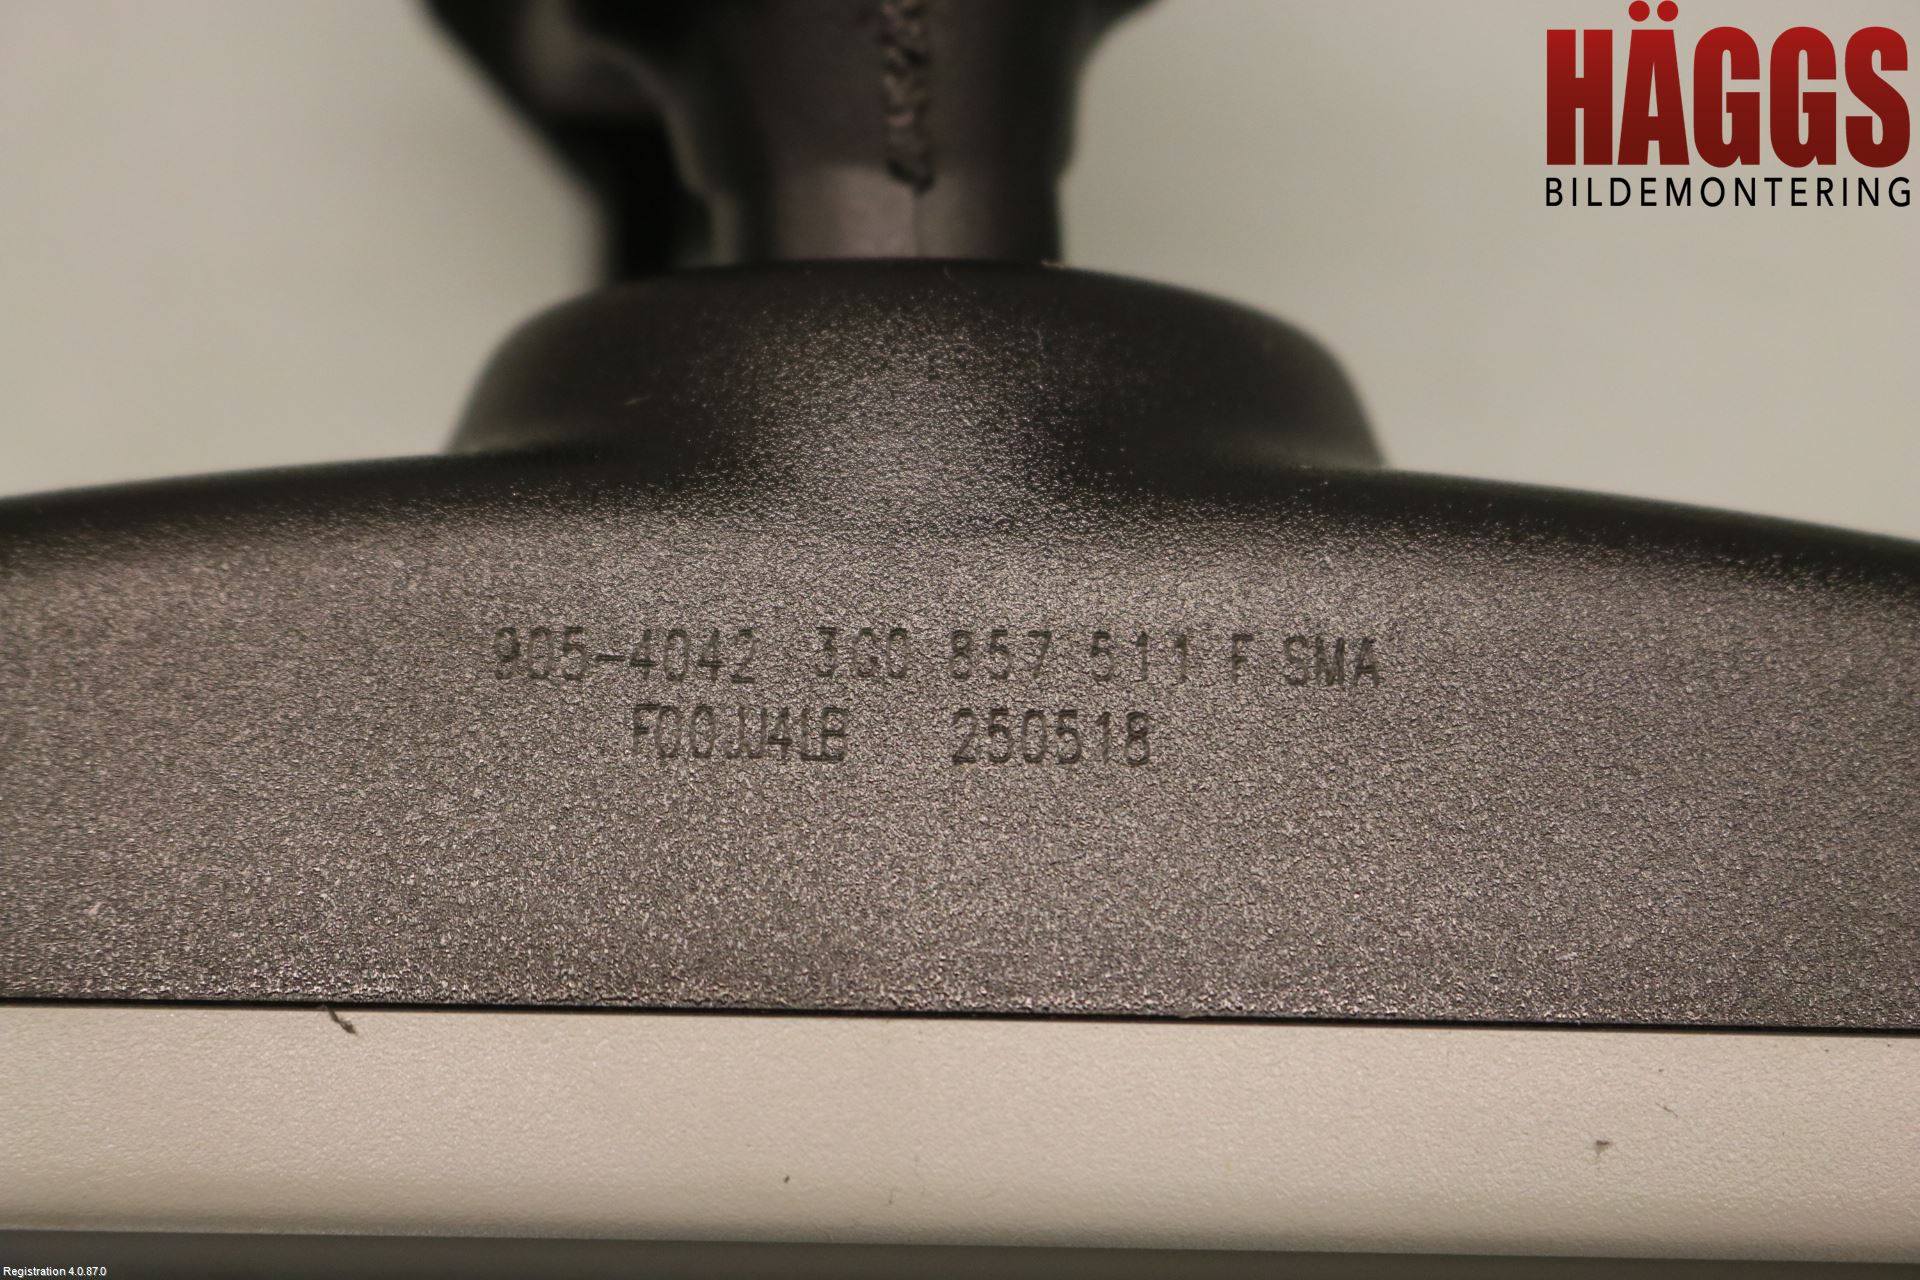 HÄGGS
BILDEMONTERING
905-4042 3G0 857 511 F SMA
F00JJ4LB 250518
Registration 4.0.87.0